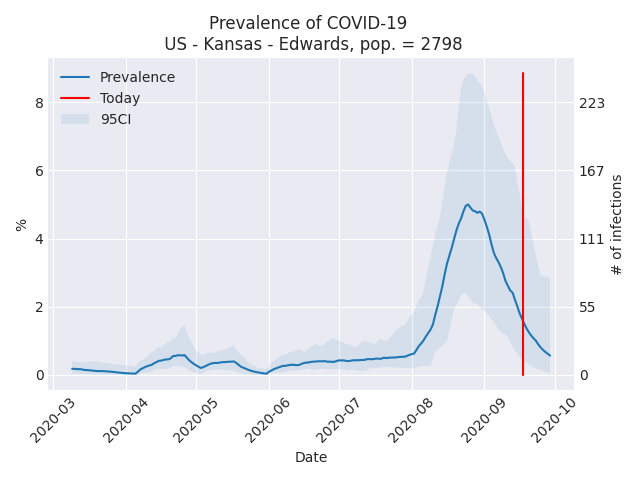 Prevalence of COVID-19
US - Kansas - Edwards, pop. = 2798
Prevalence
Today
95CI
%
8
6
4
2
0
# of infections
223
167
111
55
0
2020-03
2020-04
2020-05
2020-06
2020-07
2020-08
2020-09
2020-10
Date